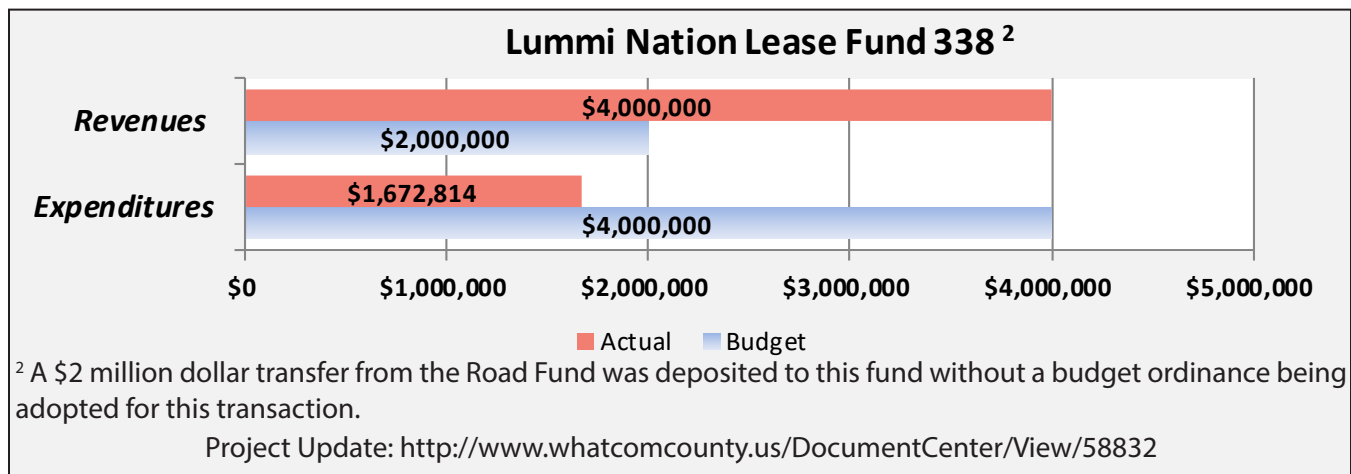 Lummi Nation Lease Fund 338 ²
Revenues
$4,000,000
$2,000,000
Expenditures
$1,672,814
$4,000,000
$0 $1,000,000 $2,000,000 $3,000,000 $4,000,000 $5,000,000
Actual Budget
² A $2 million dollar transfer from the Road Fund was deposited to this fund without a budget ordinance being
adopted for this transaction.
Project Update: http://www.whatcomcounty.us/DocumentCenter/View/58832